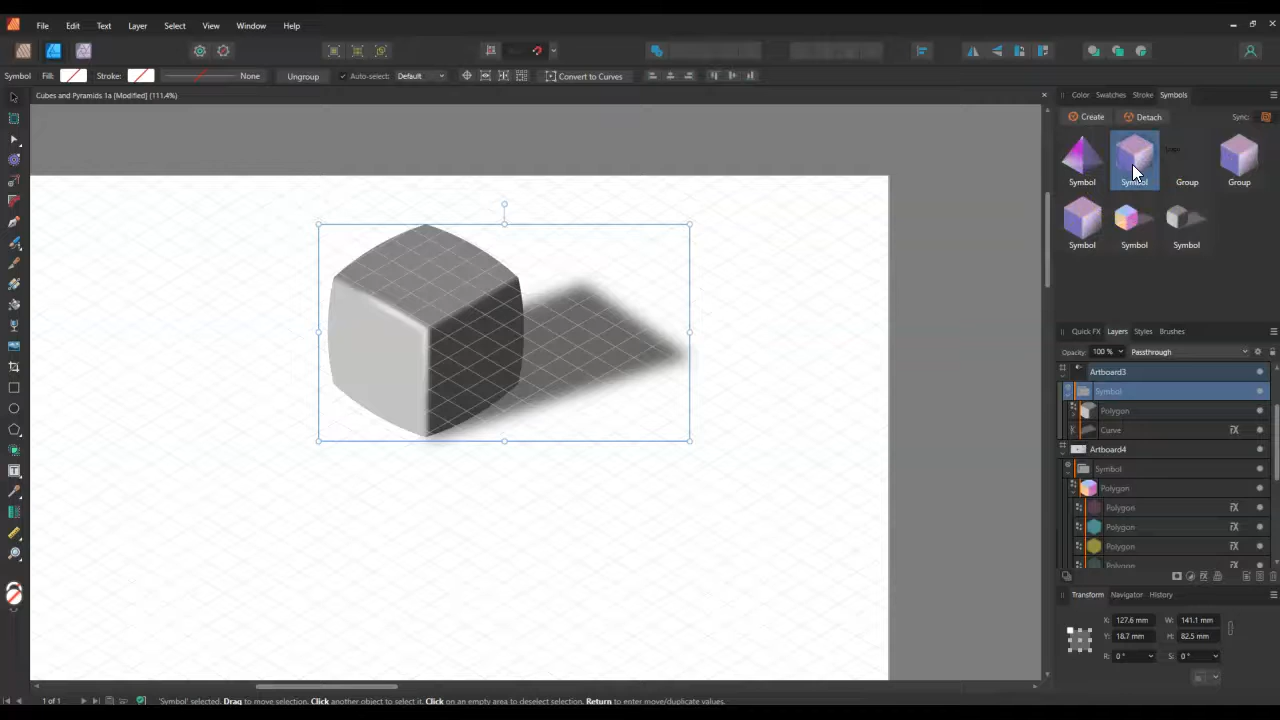 File Edit Text Layer Select View Window Help
Symbol Fill: Stroke: None Ungroup Auto-select: Default Convert to Curves
Cubes and Pyramids 1a [Modified] (111.4%)
Color Swatches Stroke Symbols
Create Detach Sync:
Symbol Symbol Group Group
Symbol Symbol Symbol
Quick FX Layers Styles Brushes
Opacity: 100 % Passthrough
Artboard3
Symbol
Polygon
Curve
Artboard4
Symbol
Polygon
Polygon
Polygon
Polygon
Polygon
Transform Navigator History
X: 127.6 mm W: 141.1 mm
Y: 18.7 mm H: 82.5 mm
R: 0 ° S: 0 °
1 of 1 'Symbol' selected. Drag to move selection. Click another object to select it. Click on an empty area to deselect selection. Return to enter move/duplicate values.